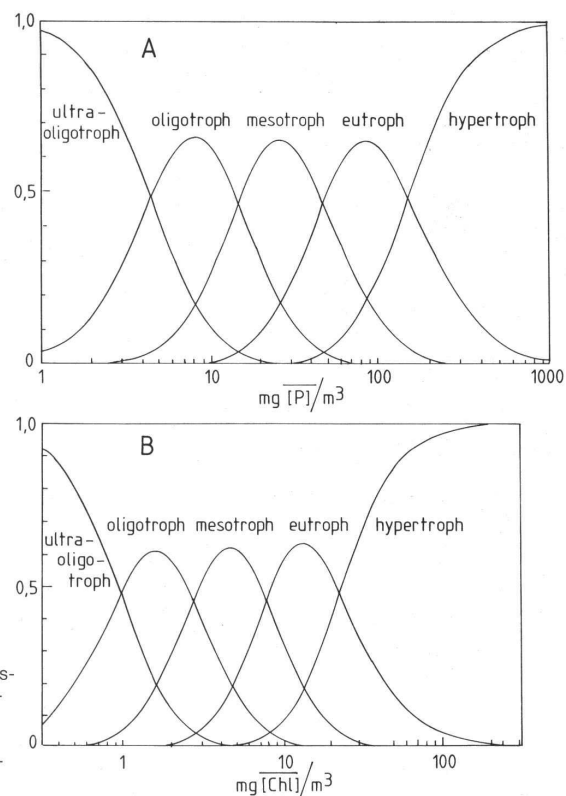 1,0
A
ultra-
oligotroph
oligotroph
mesotroph
eutroph
hypertroph
0,5
0
1
10
100
1000
mg [P]/m³
1,0
B
oligotroph
mesotroph
eutroph
hypertroph
ultra-
oligo-
troph
0,5
0
1
10
100
mg [Chl]/m³
s-
-
-